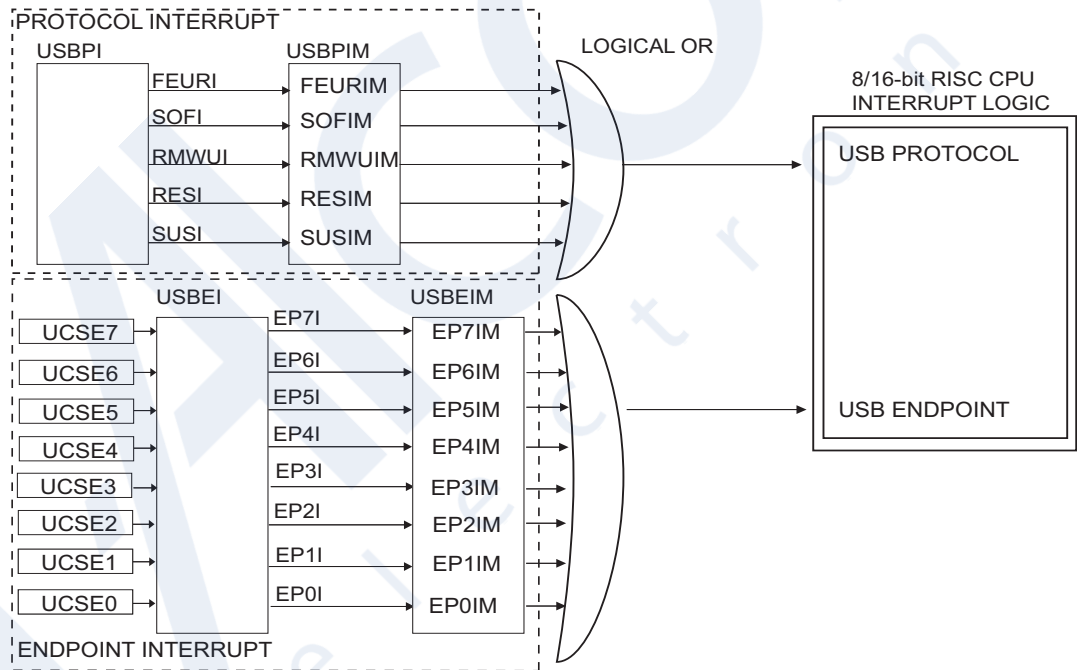 PROTOCOL INTERRUPT
USBPI
USBPIM
LOGICAL OR
FEURI
FEURIM
SOFI
SOFIM
RMWUI
RMWUIM
RESI
RESIM
SUSI
SUSIM
8/16-bit RISC CPU
INTERRUPT LOGIC
USB PROTOCOL
USB ENDPOINT
USBEI
USBEIM
UCSE7
EP7I
EP7IM
UCSE6
EP6I
EP6IM
UCSE5
EP5I
EP5IM
UCSE4
EP4I
EP4IM
UCSE3
EP3I
EP3IM
UCSE2
EP2I
EP2IM
UCSE1
EP1I
EP1IM
UCSE0
EP0I
EP0IM
ENDPOINT INTERRUPT